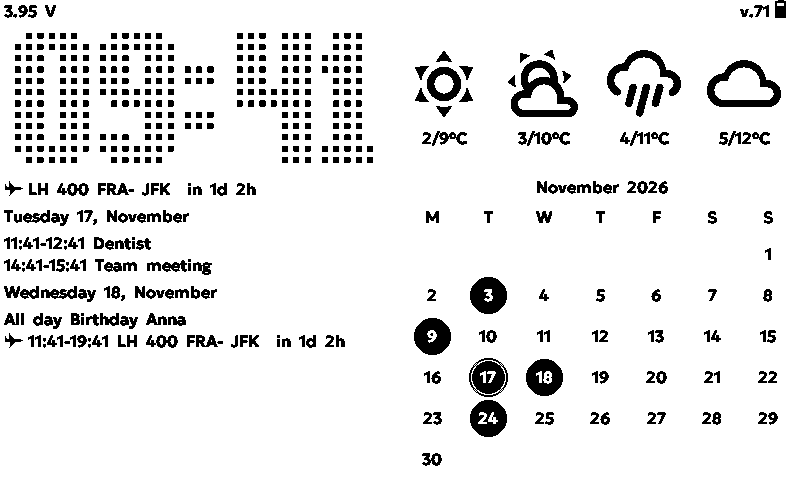 3.95 V
v.71
09:41
2/9°C 3/10°C 4/11°C 5/12°C
LH 400 FRA- JFK in 1d 2h
Tuesday 17, November
11:41-12:41 Dentist
14:41-15:41 Team meeting
Wednesday 18, November
All day Birthday Anna
11:41-19:41 LH 400 FRA- JFK in 1d 2h
November 2026
M T W T F S S
1
2 3 4 5 6 7 8
9 10 11 12 13 14 15
16 17 18 19 20 21 22
23 24 25 26 27 28 29
30